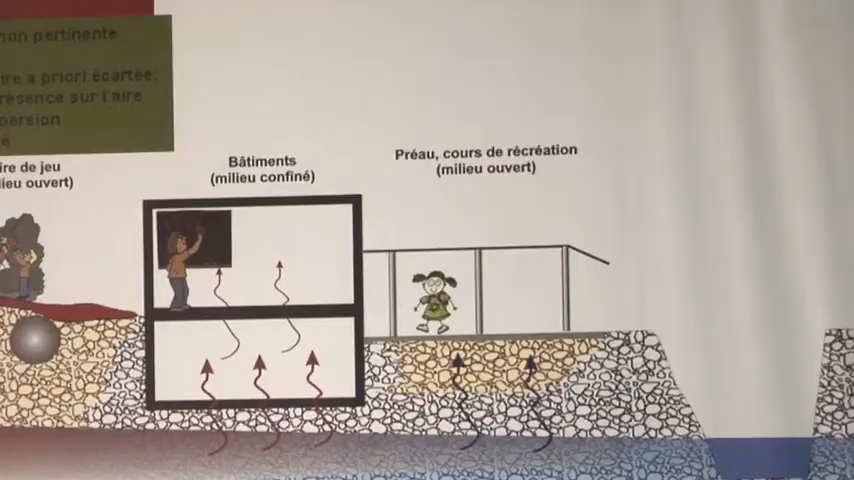 non pertinente
ire a priori écartée.
résence sur l'aire
persion
e
Bâtiments
(milieu confiné)
Préau, cours de récréation
(milieu ouvert)
ire de jeu
lieu ouvert)